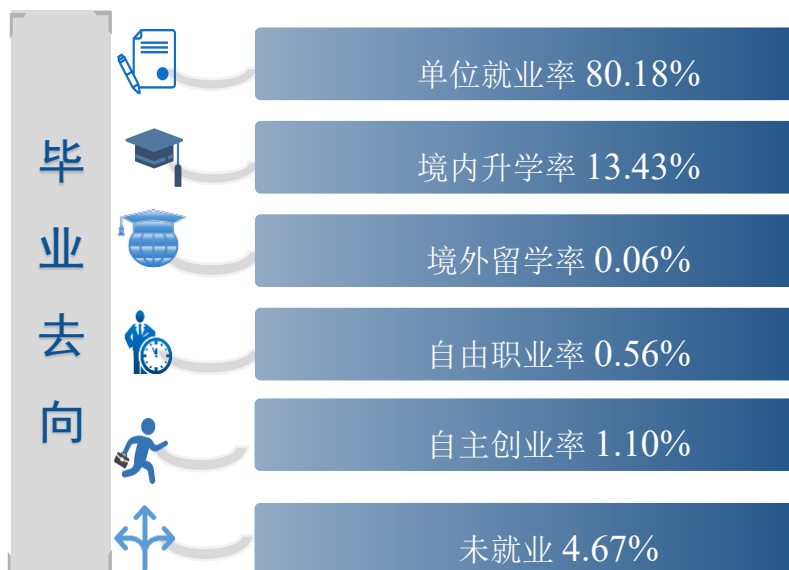 毕业去向
单位就业率 80.18%
境内升学率 13.43%
境外留学率 0.06%
自由职业率 0.56%
自主创业率 1.10%
未就业 4.67%